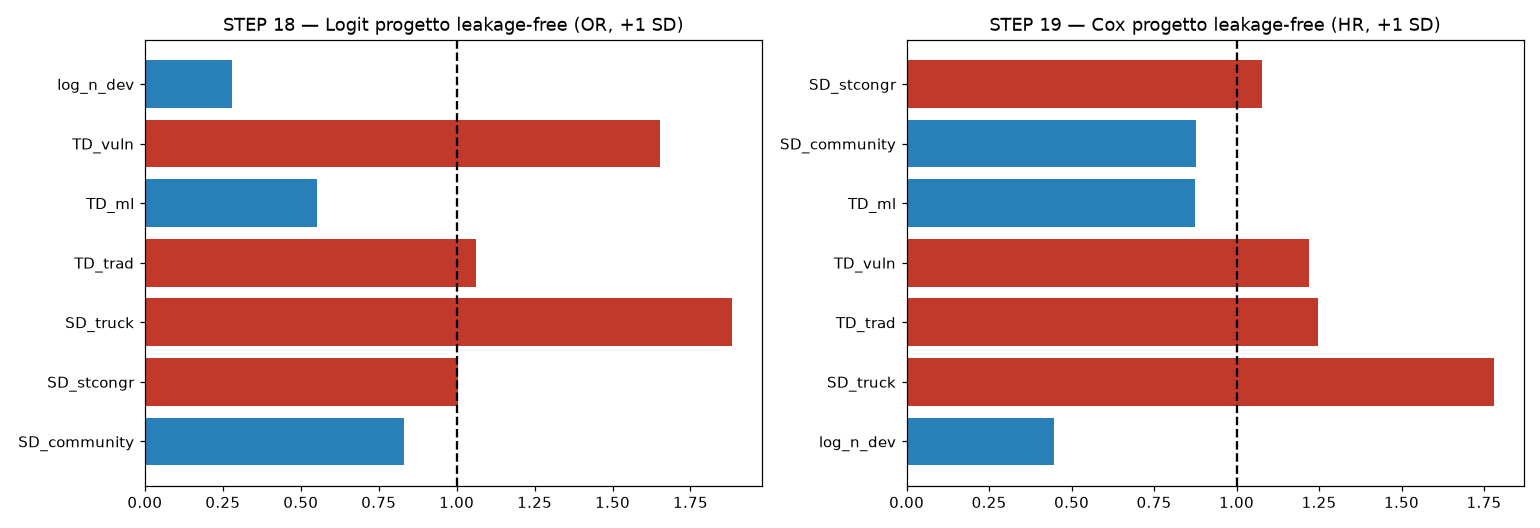 STEP 18 — Logit progetto leakage-free (OR, +1 SD)
log_n_dev
TD_vuln
TD_ml
TD_trad
SD_truck
SD_stcongr
SD_community
0.00 0.25 0.50 0.75 1.00 1.25 1.50 1.75
STEP 19 — Cox progetto leakage-free (HR, +1 SD)
SD_stcongr
SD_community
TD_ml
TD_vuln
TD_trad
SD_truck
log_n_dev
0.00 0.25 0.50 0.75 1.00 1.25 1.50 1.75